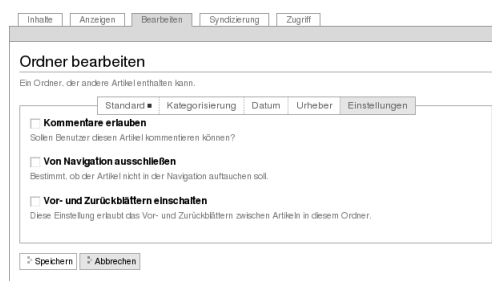 Inhalte Anzeigen Bearbeiten Syndizierung Zugriff
Ordner bearbeiten
Ein Ordner, der andere Artikel enthalten kann.
Standard ■ Kategorisierung Datum Urheber Einstellungen
Kommentare erlauben
Sollen Benutzer diesen Artikel kommentieren können?
Von Navigation ausschließen
Bestimmt, ob der Artikel nicht in der Navigation auftauchen soll.
Vor- und Zurückblättern einschalten
Diese Einstellung erlaubt das Vor- und Zurückblättern zwischen Artikeln in diesem Ordner.
Speichern Abbrechen